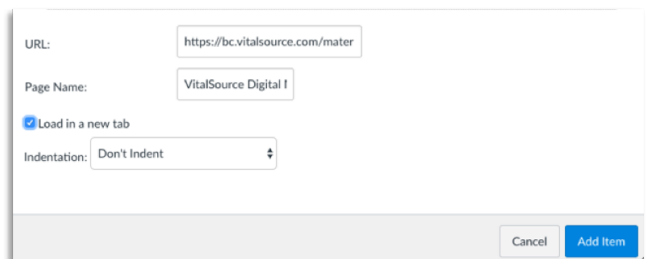 URL: https://bc.vitalsource.com/mater
Page Name: VitalSource Digital
Load in a new tab
Indentation: Don't Indent
Cancel Add Item